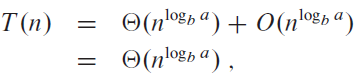 T(n) = Θ(n^{log_b a}) + O(n^{log_b a})
= Θ(n^{log_b a}) ,